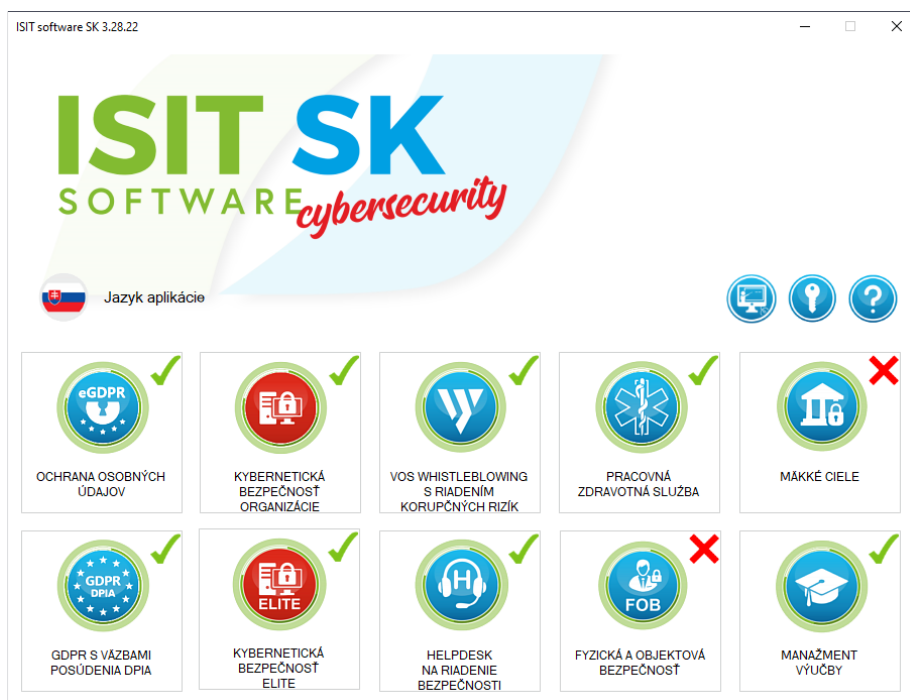 ISIT software SK 3.28.22
ISIT SK
SOFTWARE
cybersecurity
Jazyk aplikácie
eGDPR
OCHRANA OSOBNÝCH
ÚDAJOV
KYBERNETICKÁ
BEZPEČNOSŤ
ORGANIZÁCIE
VOS WHISTLEBLOWING
S RIADENÍM
KORUPČNÝCH RIZÍK
PRACOVNÁ
ZDRAVOTNÁ SLUŽBA
MÄKKÉ CIELE
GDPR
DPIA
GDPR S VÄZBAMI
POSÚDENIA DPIA
ELITE
KYBERNETICKÁ
BEZPEČNOSŤ
ELITE
H
HELPDESK
NA RIADENIE
BEZPEČNOSTI
FOB
FYZICKÁ A OBJEKTOVÁ
BEZPEČNOSŤ
MANAŽMENT
VÝUČBY